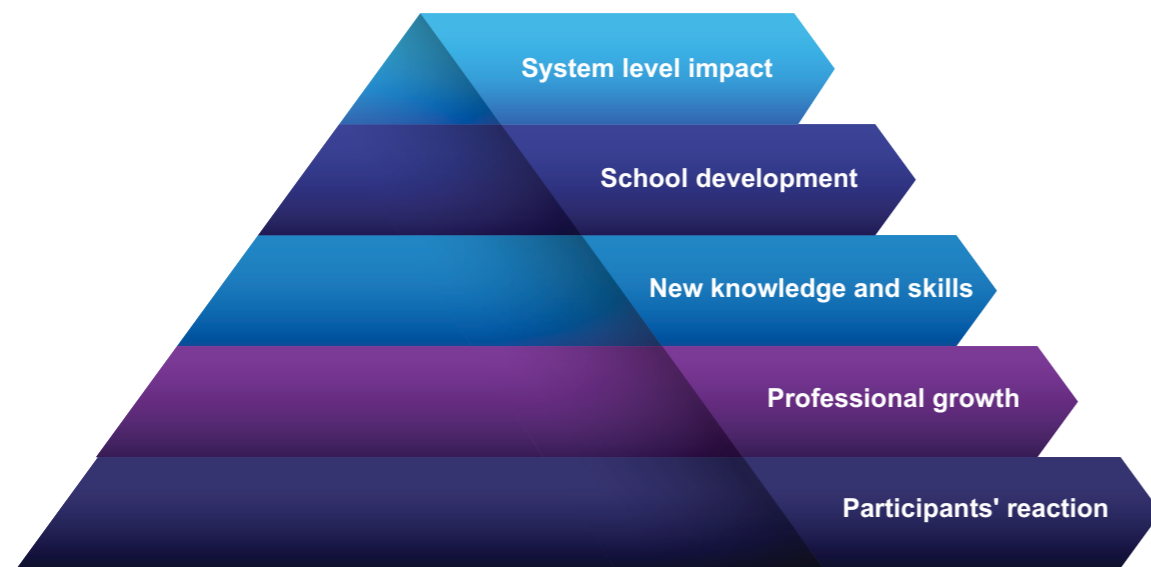 System level impact
School development
New knowledge and skills
Professional growth
Participants' reaction